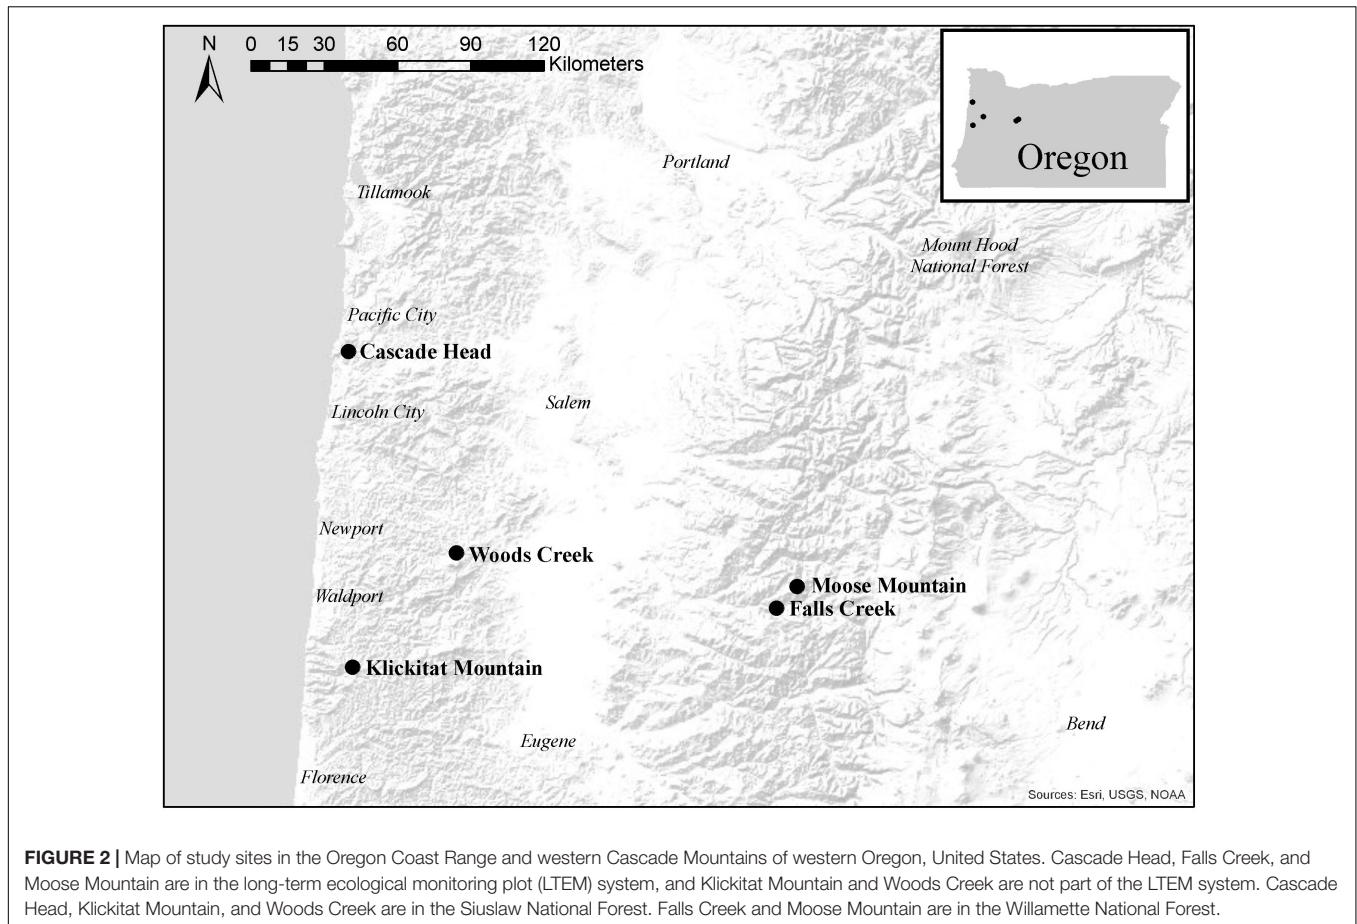 N 0 15 30 60 90 120
Kilometers
Portland
Oregon
Tillamook
Mount Hood
National Forest
Pacific City
Cascade Head
Lincoln City
Salem
Newport
Woods Creek
Waldport
Moose Mountain
Falls Creek
Klickitat Mountain
Bend
Eugene
Florence
Sources: Esri, USGS, NOAA
FIGURE 2 | Map of study sites in the Oregon Coast Range and western Cascade Mountains of western Oregon, United States. Cascade Head, Falls Creek, and
Moose Mountain are in the long-term ecological monitoring plot (LTEM) system, and Klickitat Mountain and Woods Creek are not part of the LTEM system. Cascade
Head, Klickitat Mountain, and Woods Creek are in the Siuslaw National Forest. Falls Creek and Moose Mountain are in the Willamette National Forest.